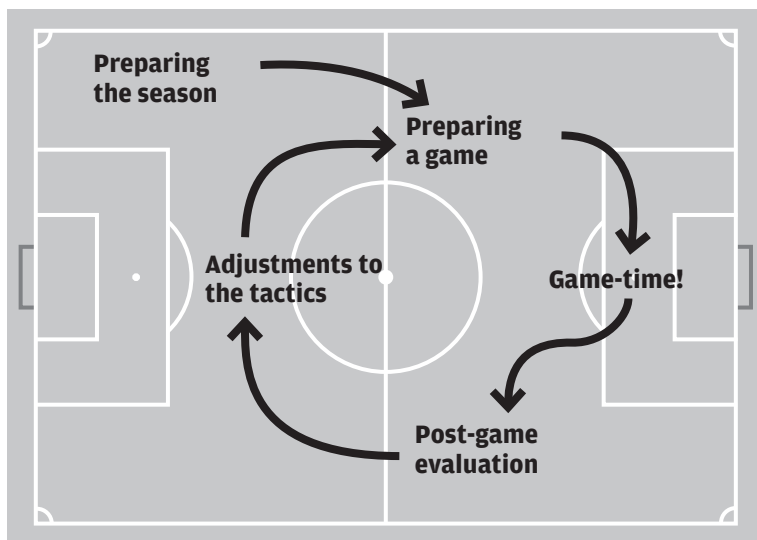 Preparing
the season
Preparing
a game
Game-time!
Post-game
evaluation
Adjustments to
the tactics